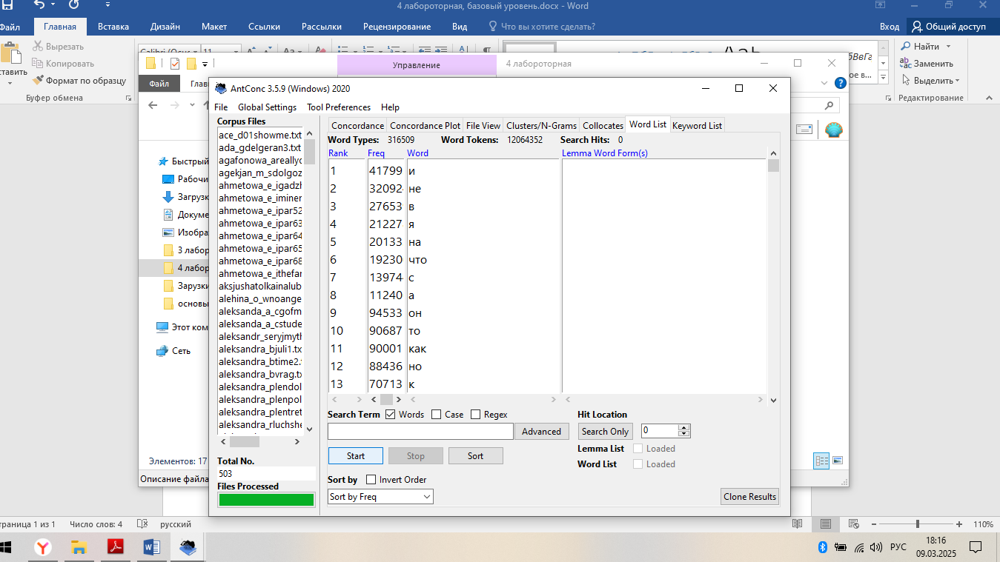 4 лабороторная, базовый уровень.docx - Word
Файл Главная Вставка Дизайн Макет Ссылки Рассылки Рецензирование Вид Что вы хотите сделать? Вход Общий доступ
Вырезать
Копировать
Формат по образцу
Буфер обмена
11
Найти
Заменить
Выделить
Редактирование
Управление 4 лабороторная
Файл
AntConc 3.5.9 (Windows) 2020
File Global Settings Tool Preferences Help
Corpus Files
ace_d01showme.txt
ada_gdelgeran3.txt
agafonowa_areallyc
agekjan_m_sdolgoz
ahmetowa_e_igadzh
ahmetowa_e_iminer
ahmetowa_e_ipar52
ahmetowa_e_ipar63
ahmetowa_e_ipar64
ahmetowa_e_ipar65
ahmetowa_e_ipar68
ahmetowa_e_ithefar
aksjushatolkainalub
alehina_o_wnoange
aleksanda_a_cgofm
aleksanda_a_cstude
aleksandr_seryjmyth
aleksandra_bjuli1.tx
aleksandra_btime2.t
aleksandra_bvrag.tx
aleksandra_plendol
aleksandra_plenpol
aleksandra_plentret
aleksandra_rluchshe
Total No.
503
Files Processed
Concordance Concordance Plot File View Clusters/N-Grams Collocates Word List Keyword List
Word Types: 316509 Word Tokens: 12064352 Search Hits: 0
Rank Freq Word Lemma Word Form(s)
1 41799 и
2 32092 не
3 27653 в
4 21227 я
5 20133 на
6 19230 что
7 13974 с
8 11240 а
9 94533 он
10 90687 то
11 90001 как
12 88436 но
13 70713 к
Search Term Words Case Regex Hit Location
Advanced Search Only 0
Start Stop Sort Lemma List Loaded
Word List Loaded
Sort by Invert Order
Sort by Freq Clone Results
Быстрый
Рабочи
Загрузк
Докуме
Изобра
3 лабор
4 лабор
Зарузки
основы
Этот ком
Сеть
Элементов: 17
Описание файла
Страница 1 из 1 Число слов: 4 русский 110%
РУС 18:16
09.03.2025